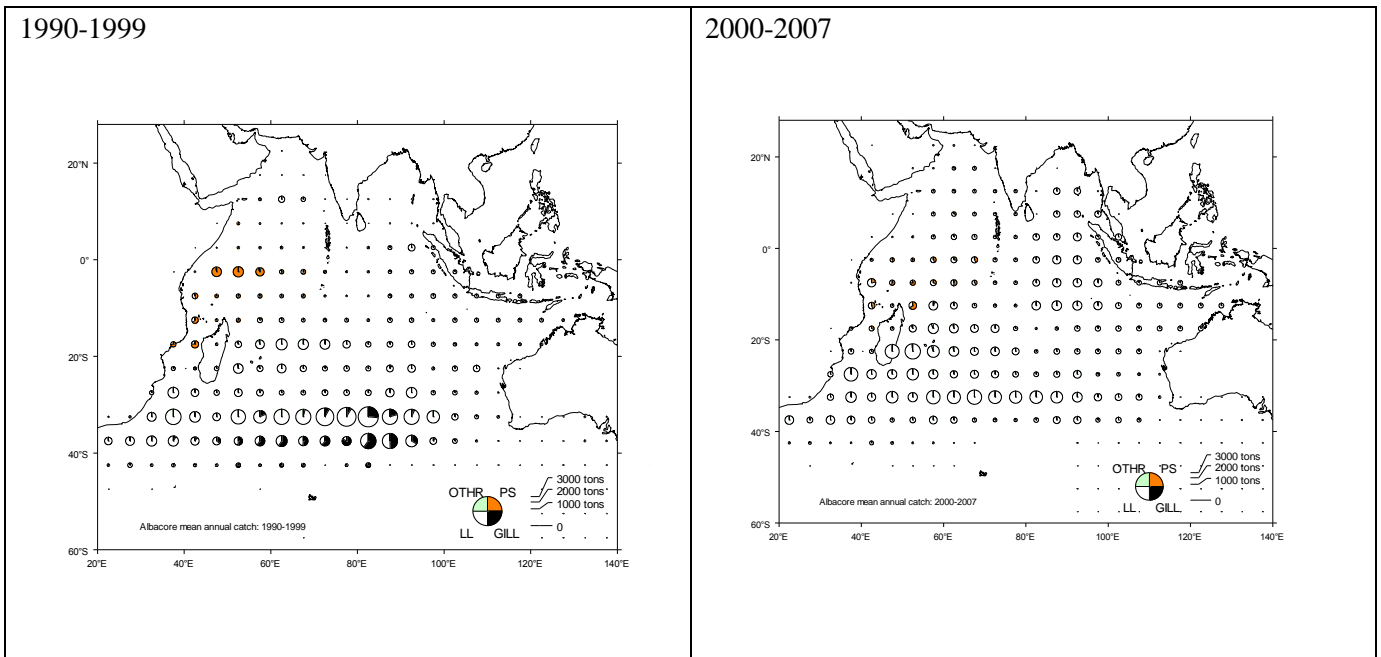 1990-1999
20°N
0°
20°S
40°S
60°S
20°E 40°E 60°E 80°E 100°E 120°E 140°E
OTHR PS
LL GILL
3000 tons
2000 tons
1000 tons
0
Albacore mean annual catch: 1990-1999
2000-2007
20°N
0°
20°S
40°S
60°S
20°E 40°E 60°E 80°E 100°E 120°E 140°E
OTHR PS
LL GILL
3000 tons
2000 tons
1000 tons
0
Albacore mean annual catch: 2000-2007